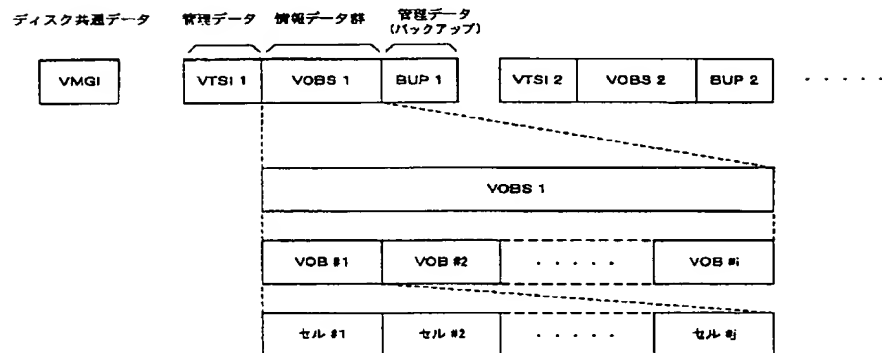 ディスク共通データ 管理データ 情報データ群 管理データ
(バックアップ)
VMGI VTSI 1 VOBS 1 BUP 1 VTSI 2 VOBS 2 BUP 2 · · · · ·
VOBS 1
VOB #1 VOB #2 · · · · · VOB #i
セル #1 セル #2 · · · · · セル #j